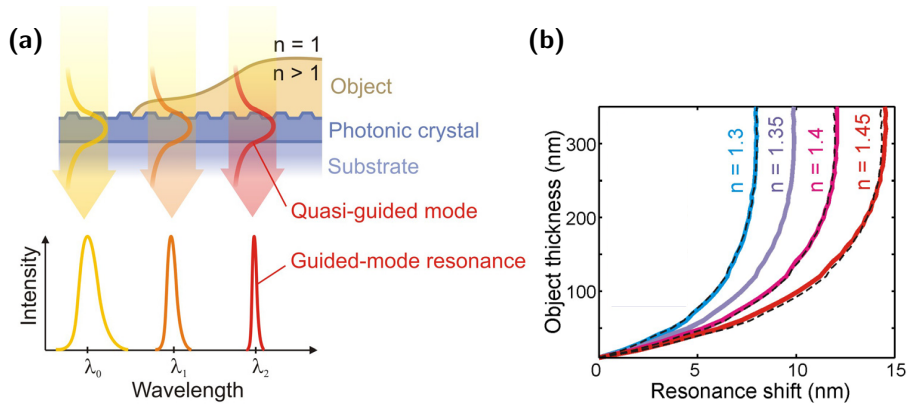 (a)
n = 1
n > 1
Object
Photonic crystal
Substrate
Quasi-guided mode
Guided-mode resonance
Intensity
λ₀
λ₁
λ₂
Wavelength
(b)
Object thickness (nm)
300
200
100
n = 1.3
n = 1.35
n = 1.4
n = 1.45
0
5
10
15
Resonance shift (nm)